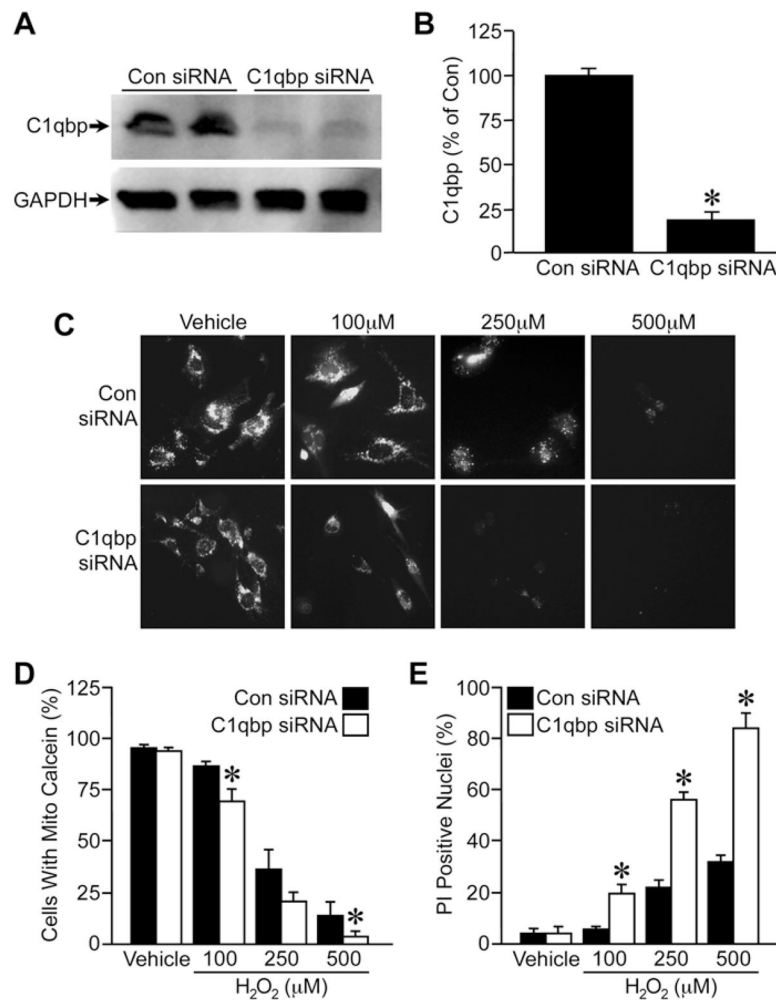 A
Con siRNA C1qbp siRNA
C1qbp
GAPDH
B
C1qbp (% of Con)
125
100
75
50
25
0
*
Con siRNA C1qbp siRNA
C
Vehicle 100μM 250μM 500μM
Con
siRNA
C1qbp
siRNA
D
Cells With Mito Calcein (%)
125
100
75
50
25
0
Con siRNA
C1qbp siRNA
*
*
Vehicle 100 250 500
H₂O₂ (μM)
E
PI Positive Nuclei (%)
100
80
60
40
20
0
Con siRNA
C1qbp siRNA
*
*
*
Vehicle 100 250 500
H₂O₂ (μM)